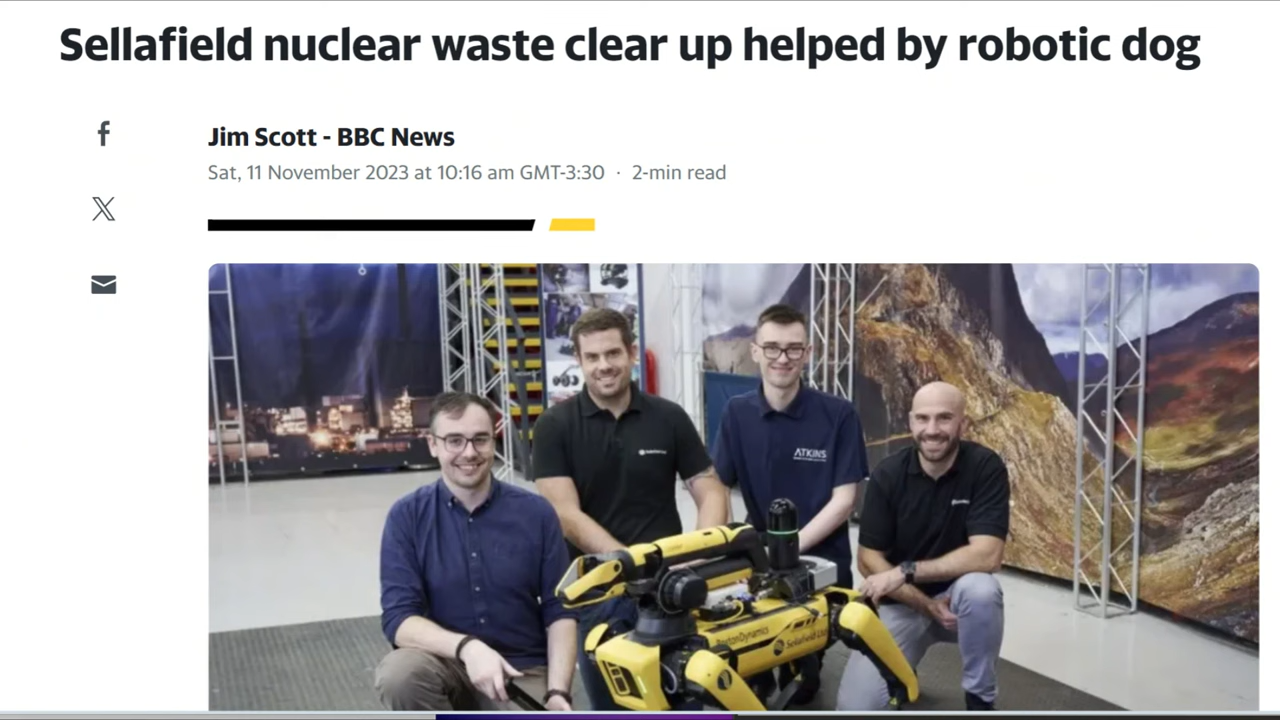 Sellafield nuclear waste clear up helped by robotic dog
Jim Scott - BBC News
Sat, 11 November 2023 at 10:16 am GMT-3:30 · 2-min read
ATKINS
BostonDynamics
Sellafield Ltd